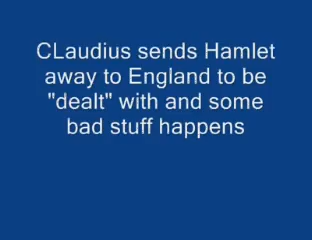 CLaudius sends Hamlet
away to England to be
"dealt" with and some
bad stuff happens